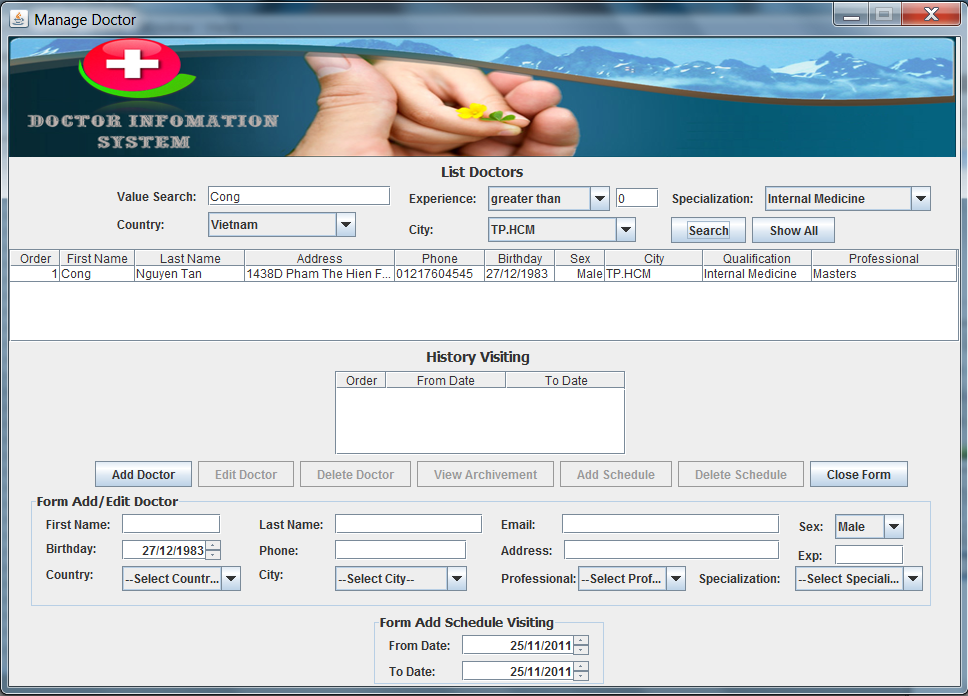 Manage Doctor
DOCTOR INFOMATION
SYSTEM
List Doctors
Value Search: Cong Experience: greater than 0 Specialization: Internal Medicine
Country: Vietnam City: TP.HCM Search Show All
Order First Name Last Name Address Phone Birthday Sex City Qualification Professional
1 Cong Nguyen Tan 1438D Pham The Hien F... 01217604545 27/12/1983 Male TP.HCM Internal Medicine Masters
History Visiting
Order From Date To Date
Add Doctor Edit Doctor Delete Doctor View Archivement Add Schedule Delete Schedule Close Form
Form Add/Edit Doctor
First Name: Last Name: Email: Sex: Male
Birthday: 27/12/1983 Phone: Address: Exp:
Country: --Select Countr... City: --Select City-- Professional: --Select Prof... Specialization: --Select Speciali...
Form Add Schedule Visiting
From Date: 25/11/2011
To Date: 25/11/2011